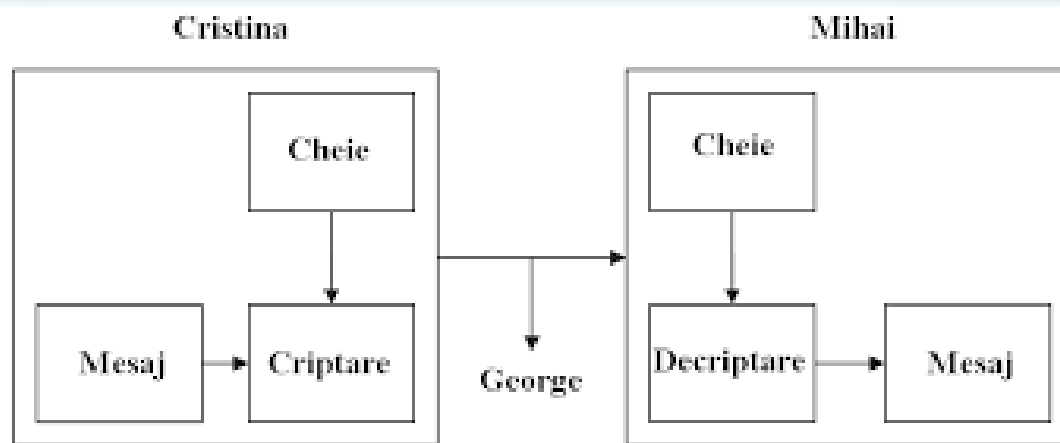 Cristina
Mihai
Cheie
Cheie
Mesaj
Criptare
George
Decriptare
Mesaj